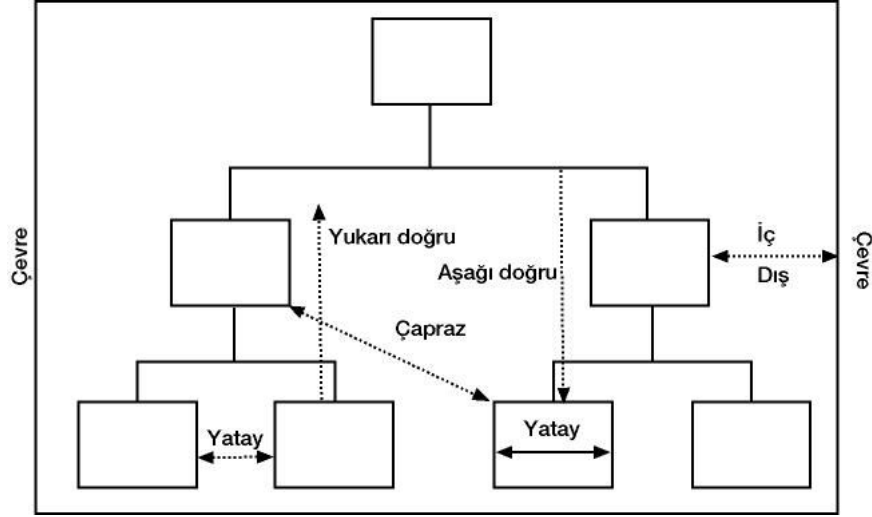 Çevre
Yukarı doğru
Aşağı doğru
İç
Dış
Çevre
Çapraz
Yatay
Yatay